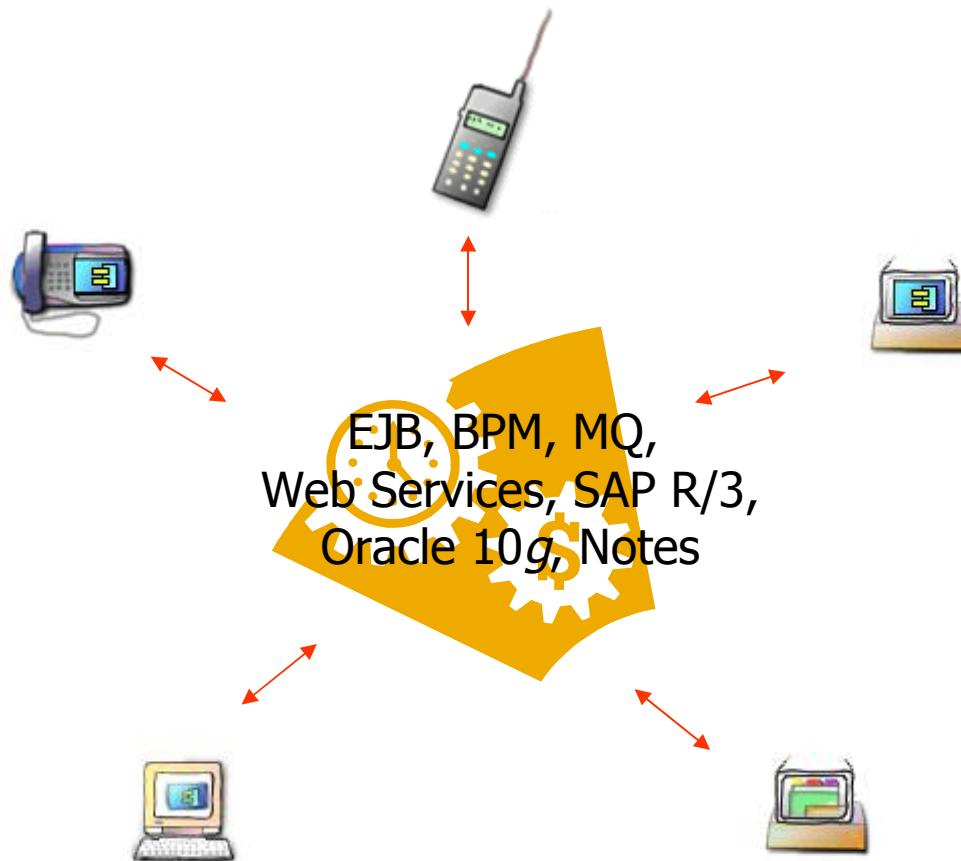 EJB, BPM, MQ,
Web Services, SAP R/3,
Oracle 10g, Notes
$